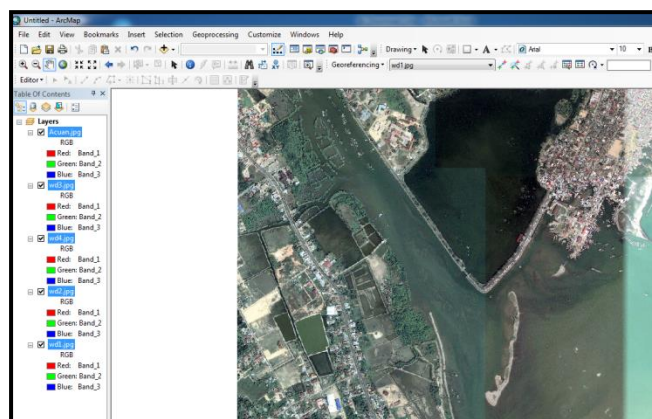 Untitled - ArcMap
File Edit View Bookmarks Insert Selection Geoprocessing Customize Windows Help
Drawing A Arial 10 B
Georeferencing wd1.jpg
Editor
Table Of Contents
Layers
Acuan.jpg
RGB
Red: Band_1
Green: Band_2
Blue: Band_3
wd3.jpg
RGB
Red: Band_1
Green: Band_2
Blue: Band_3
wd4.jpg
RGB
Red: Band_1
Green: Band_2
Blue: Band_3
wd2.jpg
RGB
Red: Band_1
Green: Band_2
Blue: Band_3
wd1.jpg
RGB
Red: Band_1
Green: Band_2
Blue: Band_3